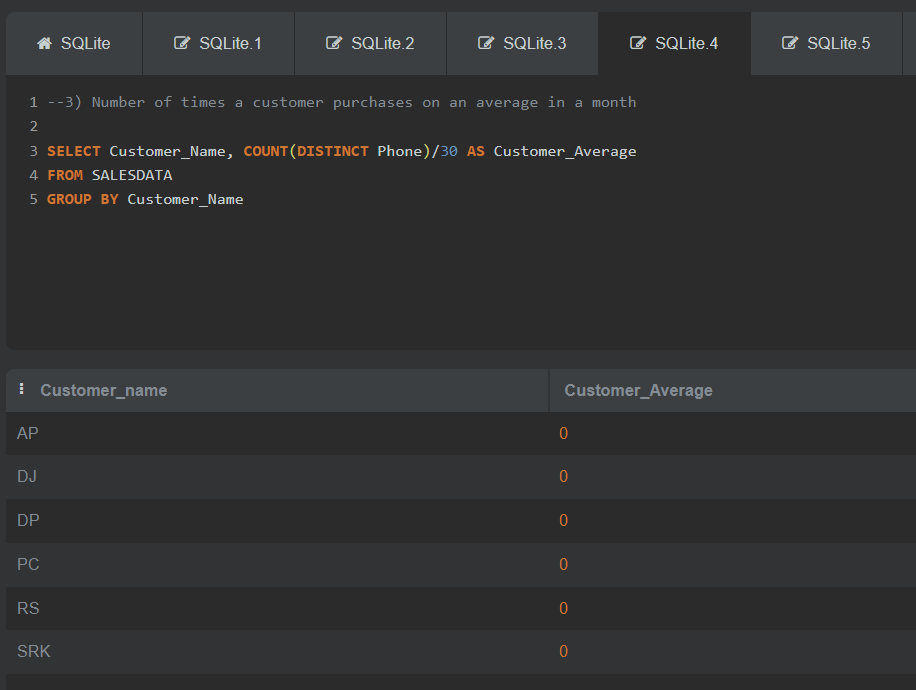 SQLite SQLite.1 SQLite.2 SQLite.3 SQLite.4 SQLite.5
1 --3) Number of times a customer purchases on an average in a month
2
3 SELECT Customer_Name, COUNT(DISTINCT Phone)/30 AS Customer_Average
4 FROM SALESDATA
5 GROUP BY Customer_Name
Customer_name Customer_Average
AP 0
DJ 0
DP 0
PC 0
RS 0
SRK 0